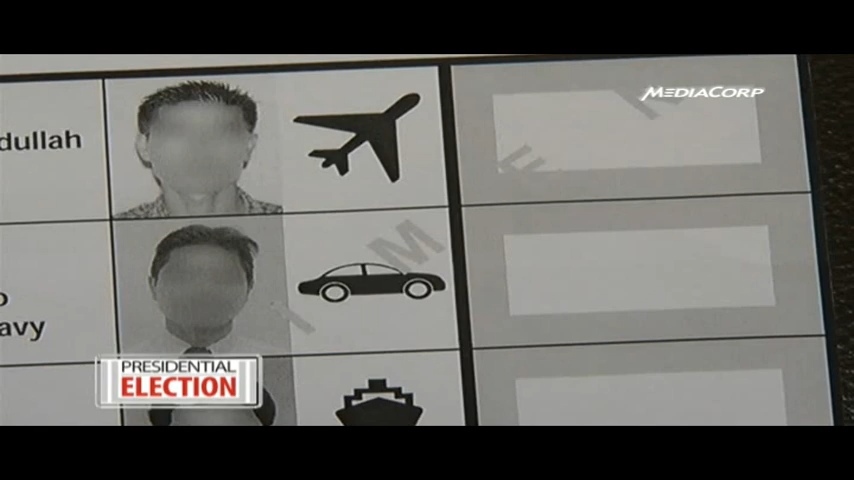 MEDIACORP
dullah
avy
PRESIDENTIAL
ELECTION